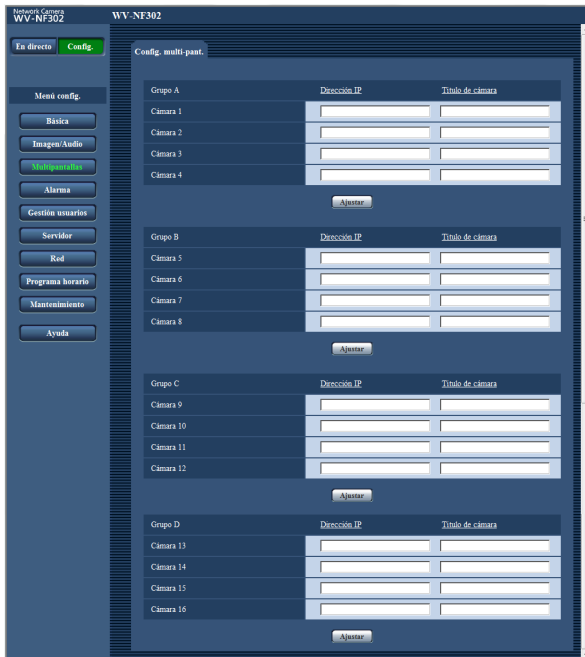 Network Camera
WV-NF302
WV-NF302
En directo
Config.
Config. multi-pant.
Menú config.
Básica
Imagen/Audio
Multipantallas
Alarma
Gestión usuarios
Servidor
Red
Programa horario
Mantenimiento
Ayuda
Grupo A Dirección IP Título de cámara
Cámara 1
Cámara 2
Cámara 3
Cámara 4
Ajustar
Grupo B Dirección IP Título de cámara
Cámara 5
Cámara 6
Cámara 7
Cámara 8
Ajustar
Grupo C Dirección IP Título de cámara
Cámara 9
Cámara 10
Cámara 11
Cámara 12
Ajustar
Grupo D Dirección IP Título de cámara
Cámara 13
Cámara 14
Cámara 15
Cámara 16
Ajustar